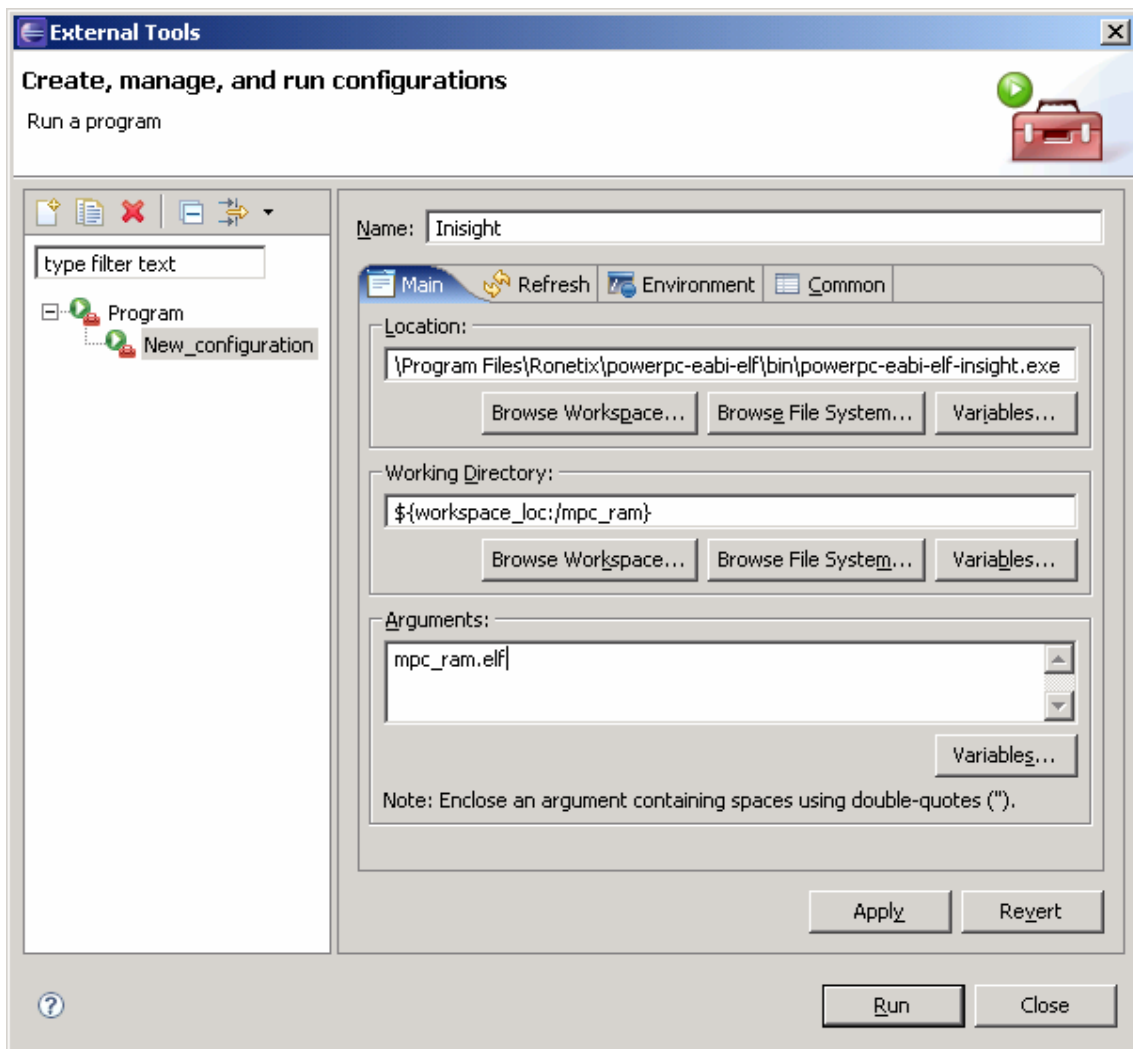 External Tools
Create, manage, and run configurations
Run a program
type filter text
Program
New_configuration
Name: Inisight
Main Refresh Environment Common
Location:
\Program Files\Ronetix\powerpc-eabi-elf\bin\powerpc-eabi-elf-insight.exe
Browse Workspace... Browse File System... Variables...
Working Directory:
${workspace_loc:/mpc_ram}
Browse Workspace... Browse File System... Variables...
Arguments:
mpc_ram.elf
Variables...
Note: Enclose an argument containing spaces using double-quotes (").
Apply Revert
? Run Close